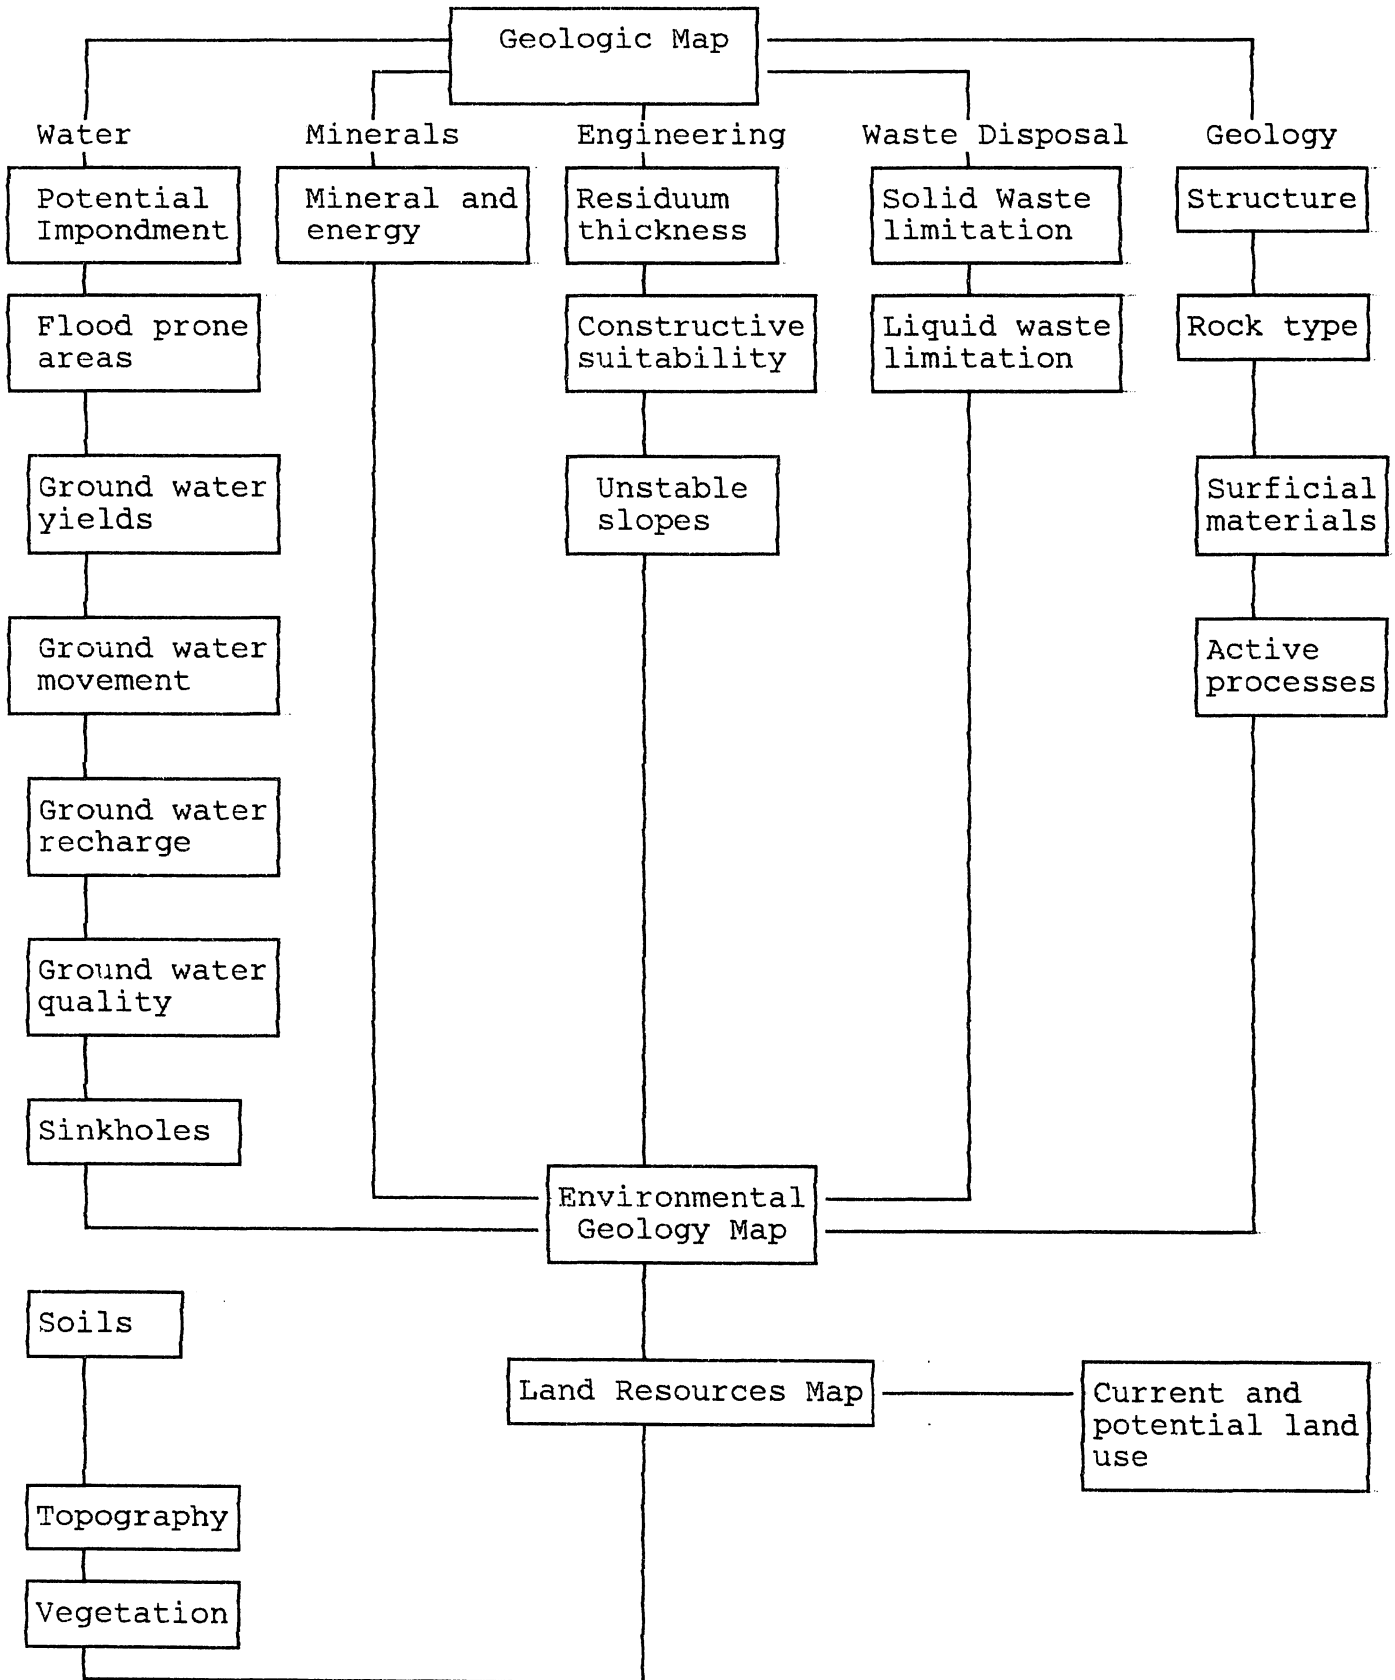 Geologic Map
Water
Minerals
Engineering
Waste Disposal
Geology
Potential
Impondment
Flood prone
areas
Ground water
yields
Ground water
movement
Ground water
recharge
Ground water
quality
Sinkholes
Mineral and
energy
Residuum
thickness
Constructive
suitability
Unstable
slopes
Solid Waste
limitation
Liquid waste
limitation
Structure
Rock type
Surficial
materials
Active
processes
Environmental
Geology Map
Soils
Topography
Vegetation
Land Resources Map
Current and
potential land
use